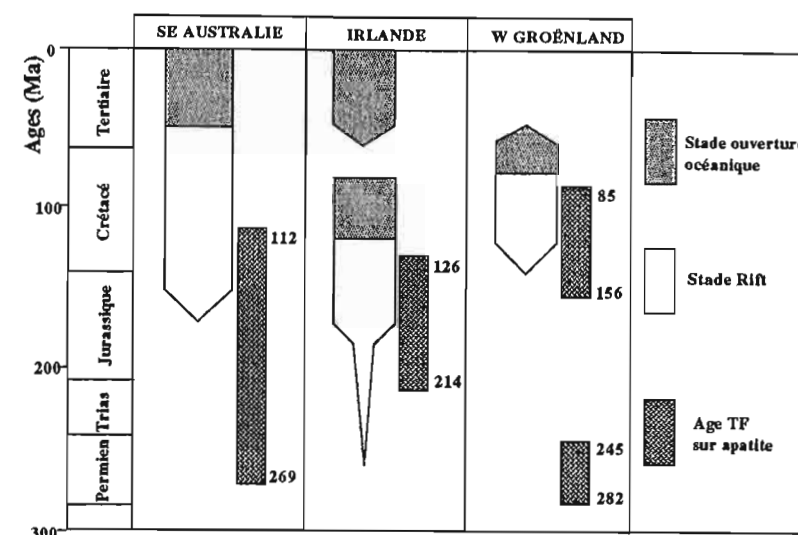 SE AUSTRALIE
IRLANDE
W GROËNLAND
Ages (Ma)
0
100
200
300
Tertiaire
Crétacé
Jurassique
Trias
Permien
112
269
126
214
85
156
245
282
Stade ouverture
océanique
Stade Rift
Age TF
sur apatite